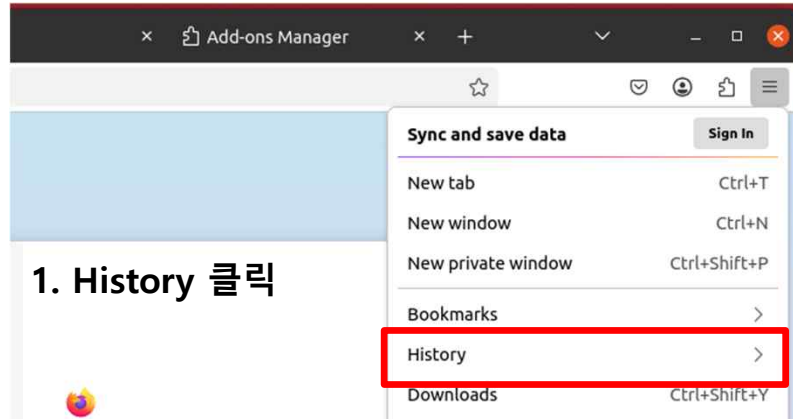 Add-ons Manager
Sync and save data Sign In
New tab Ctrl+T
New window Ctrl+N
New private window Ctrl+Shift+P
1. History 클릭
Bookmarks
History
Downloads Ctrl+Shift+Y